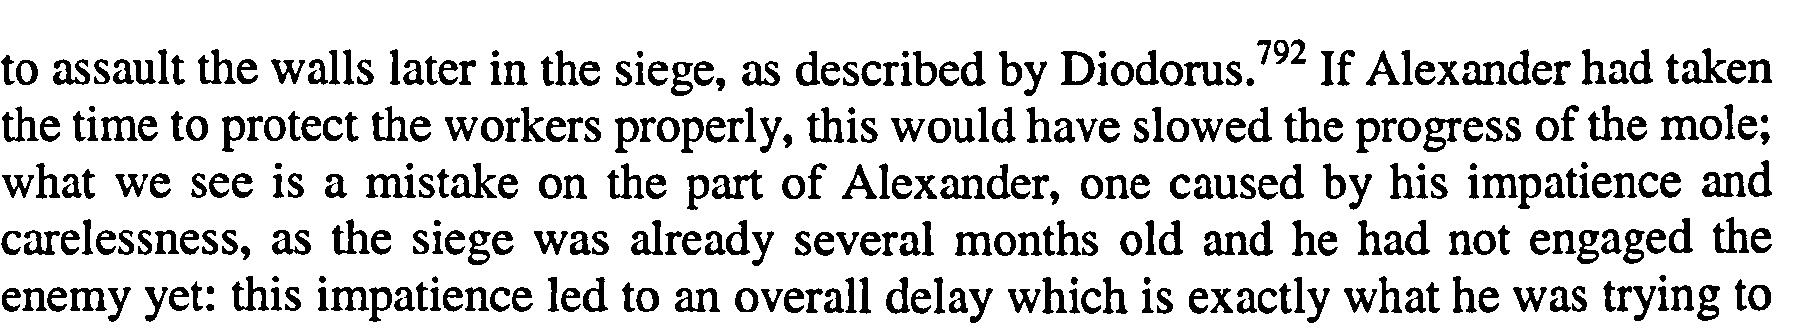 to assault the walls later in the siege, as described by Diodorus.792 If Alexander had taken
the time to protect the workers properly, this would have slowed the progress of the mole;
what we see is a mistake on the part of Alexander, one caused by his impatience and
carelessness, as the siege was already several months old and he had not engaged the
enemy yet: this impatience led to an overall delay which is exactly what he was trying to